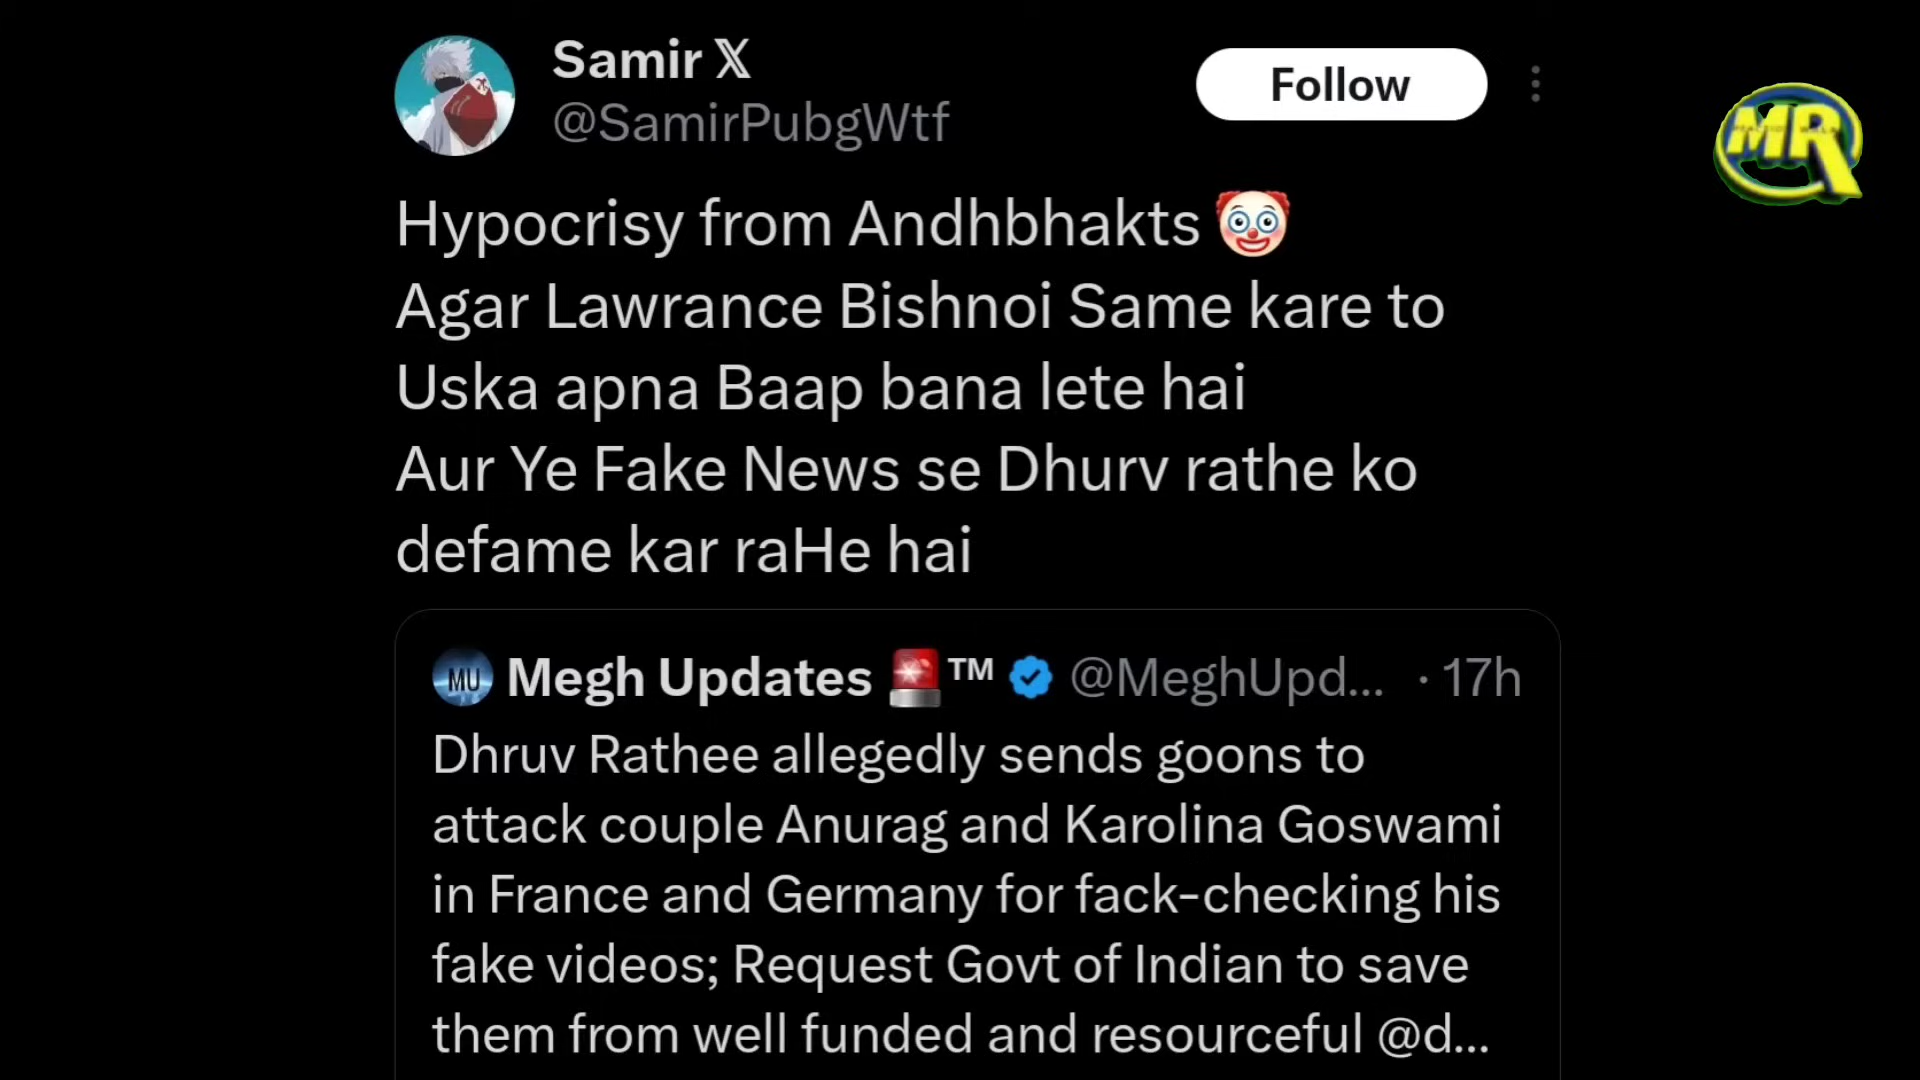 Samir 𝕏
@SamirPubgWtf
Follow
MR
Hypocrisy from Andhbhakts 🤡
Agar Lawrance Bishnoi Same kare to
Uska apna Baap bana lete hai
Aur Ye Fake News se Dhurv rathe ko
defame kar raHe hai
MU Megh Updates 🚨™ @MeghUpd... · 17h
Dhruv Rathee allegedly sends goons to
attack couple Anurag and Karolina Goswami
in France and Germany for fack-checking his
fake videos; Request Govt of Indian to save
them from well funded and resourceful @d...